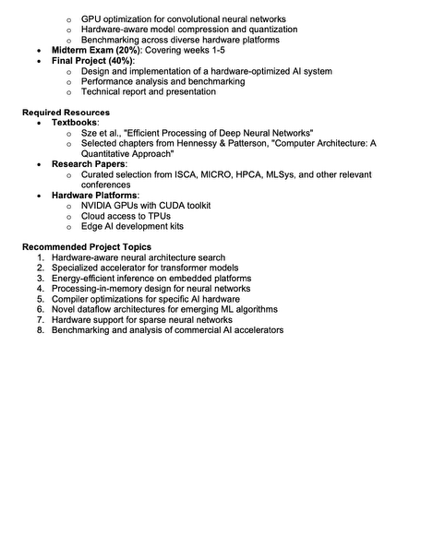 o GPU optimization for convolutional neural networks
o Hardware-aware model compression and quantization
o Benchmarking across diverse hardware platforms
• Midterm Exam (20%): Covering weeks 1-5
• Final Project (40%):
o Design and implementation of a hardware-optimized AI system
o Performance analysis and benchmarking
o Technical report and presentation
Required Resources
• Textbooks:
o Sze et al., "Efficient Processing of Deep Neural Networks"
o Selected chapters from Hennessy & Patterson, "Computer Architecture: A
Quantitative Approach"
• Research Papers:
o Curated selection from ISCA, MICRO, HPCA, MLSys, and other relevant
conferences
• Hardware Platforms:
o NVIDIA GPUs with CUDA toolkit
o Cloud access to TPUs
o Edge AI development kits
Recommended Project Topics
1. Hardware-aware neural architecture search
2. Specialized accelerator for transformer models
3. Energy-efficient inference on embedded platforms
4. Processing-in-memory design for neural networks
5. Compiler optimizations for specific AI hardware
6. Novel dataflow architectures for emerging ML algorithms
7. Hardware support for sparse neural networks
8. Benchmarking and analysis of commercial AI accelerators